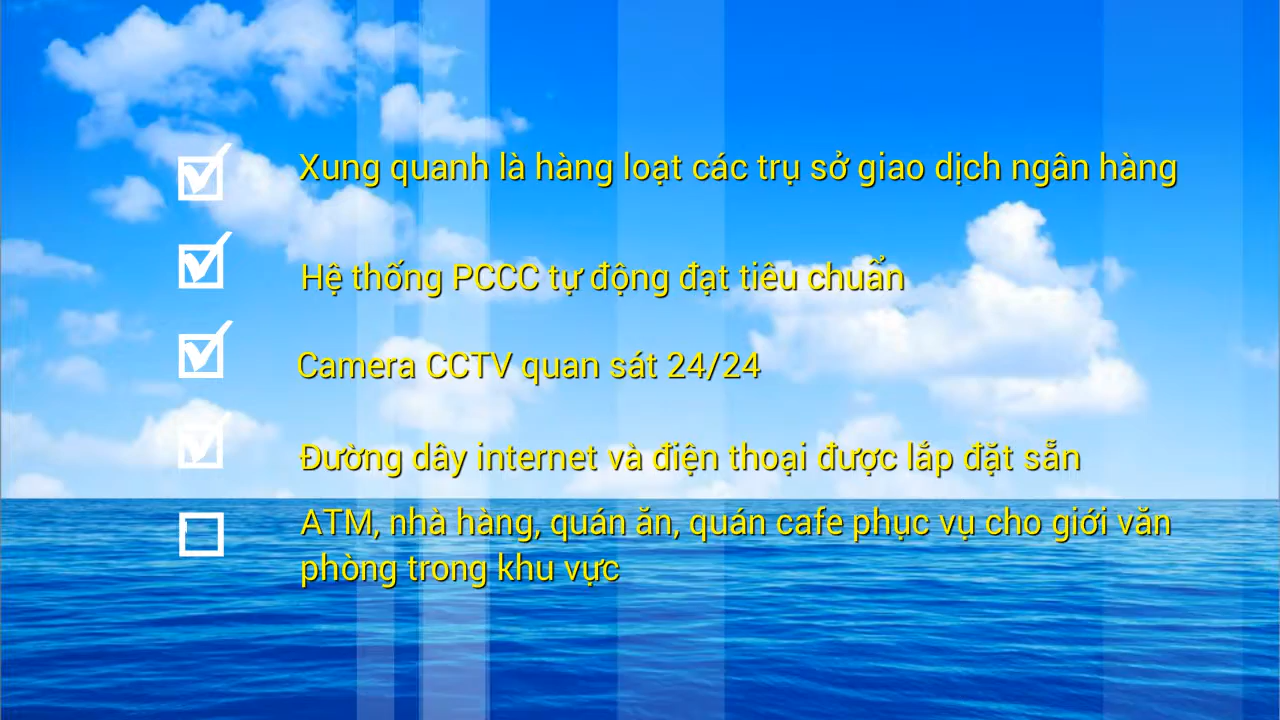 Xung quanh là hàng loạt các trụ sở giao dịch ngân hàng
Hệ thống PCCC tự động đạt tiêu chuẩn
Camera CCTV quan sát 24/24
Đường dây internet và điện thoại được lắp đặt sẵn
ATM, nhà hàng, quán ăn, quán cafe phục vụ cho giới văn
phòng trong khu vực